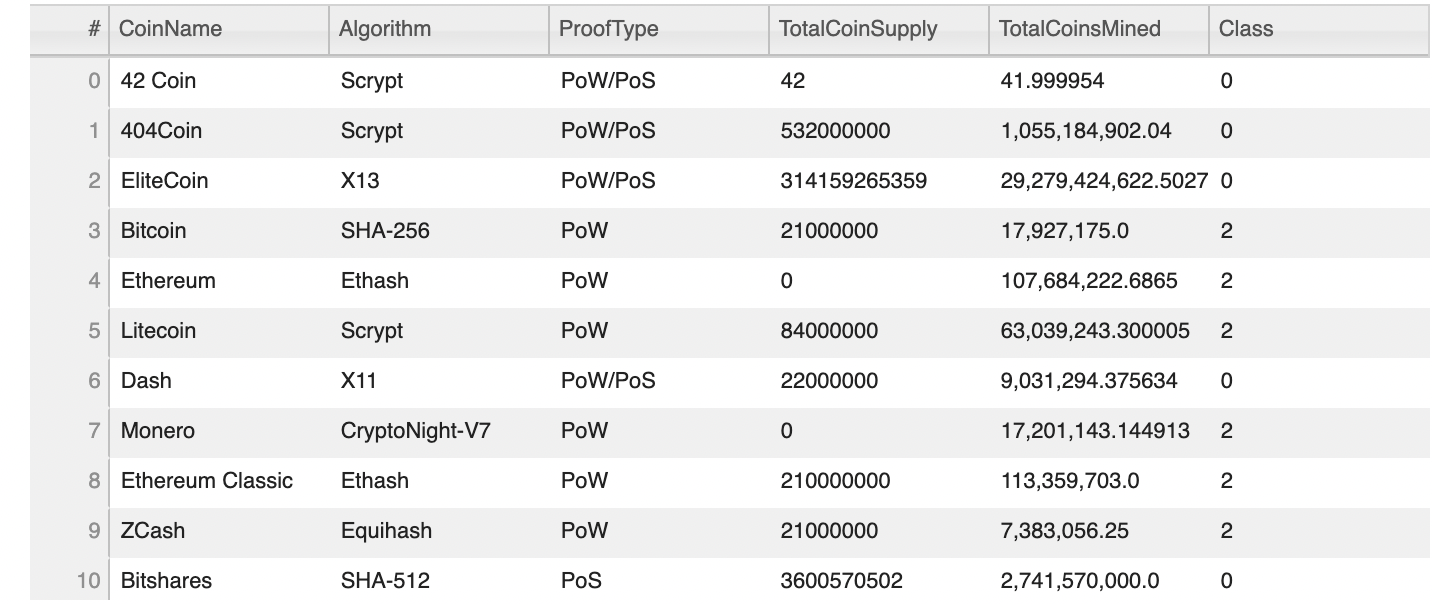 # CoinName Algorithm ProofType TotalCoinSupply TotalCoinsMined Class
0 42 Coin Scrypt PoW/PoS 42 41.999954 0
1 404Coin Scrypt PoW/PoS 532000000 1,055,184,902.04 0
2 EliteCoin X13 PoW/PoS 314159265359 29,279,424,622.5027 0
3 Bitcoin SHA-256 PoW 21000000 17,927,175.0 2
4 Ethereum Ethash PoW 0 107,684,222.6865 2
5 Litecoin Scrypt PoW 84000000 63,039,243.300005 2
6 Dash X11 PoW/PoS 22000000 9,031,294.375634 0
7 Monero CryptoNight-V7 PoW 0 17,201,143.144913 2
8 Ethereum Classic Ethash PoW 210000000 113,359,703.0 2
9 ZCash Equihash PoW 21000000 7,383,056.25 2
10 Bitshares SHA-512 PoS 3600570502 2,741,570,000.0 0